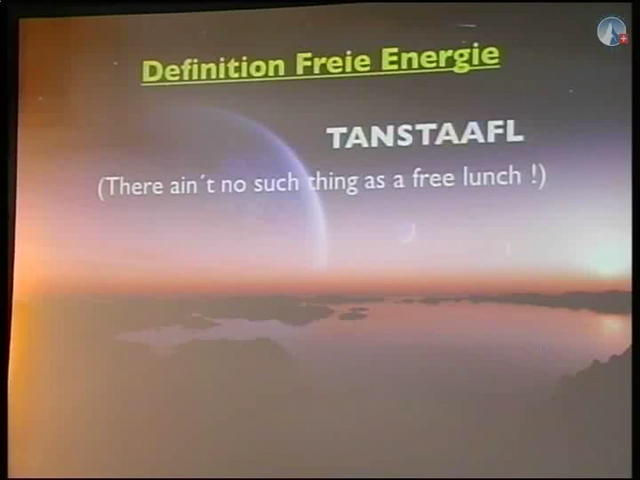 Definition Freie Energie
TANSTAAFL
(There ain´t no such thing as a free lunch !)